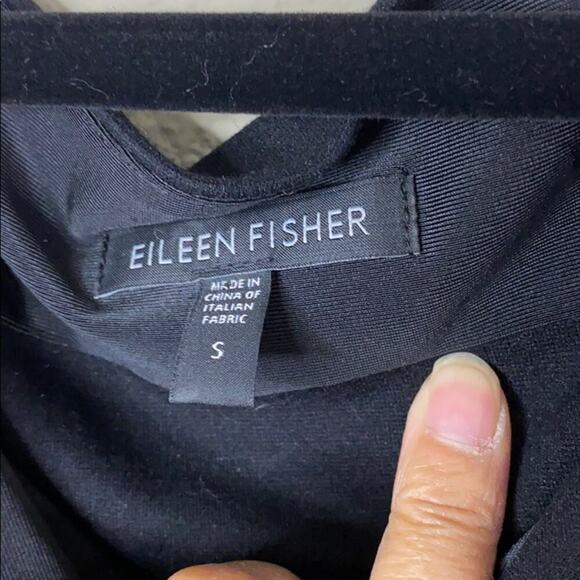 EILEEN FISHER
MADE IN
CHINA OF
ITALIAN
FABRIC
S